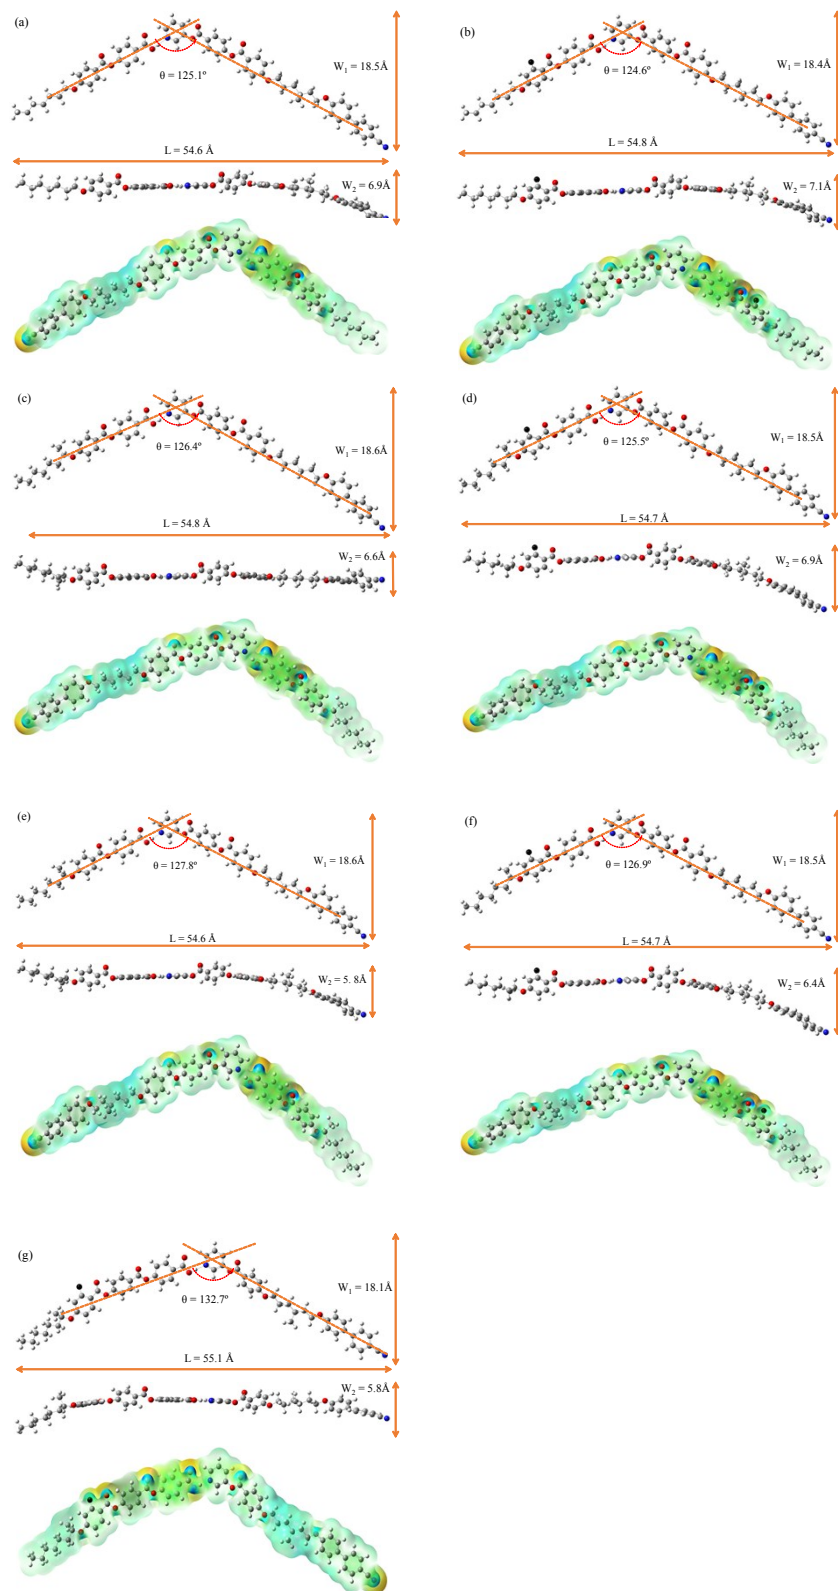 (a)
W₁ = 18.5Å
θ = 125.1º
L = 54.6 Å
W₂ = 6.9Å
(b)
W₁ = 18.4Å
θ = 124.6º
L = 54.8 Å
W₂ = 7.1Å
(c)
W₁ = 18.6Å
θ = 126.4º
L = 54.8 Å
W₂ = 6.6Å
(d)
W₁ = 18.5Å
θ = 125.5º
L = 54.7 Å
W₂ = 6.9Å
(e)
W₁ = 18.6Å
θ = 127.8º
L = 54.6 Å
W₂ = 5. 8Å
(f)
W₁ = 18.5Å
θ = 126.9º
L = 54.7 Å
W₂ = 6.4Å
(g)
W₁ = 18.1Å
θ = 132.7º
L = 55.1 Å
W₂ = 5.8Å